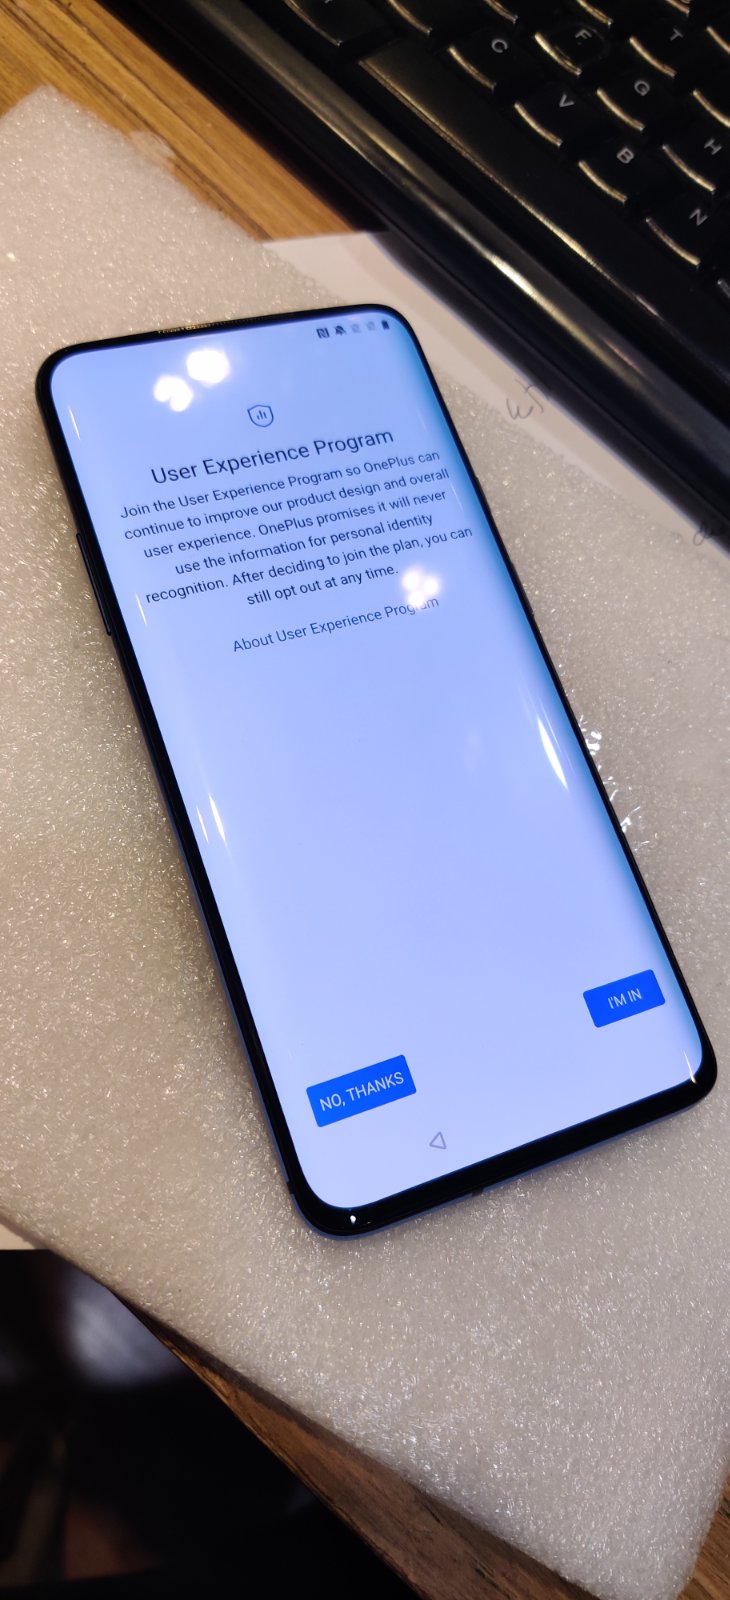 C
F
T
V
G
B
H
N
User Experience Program
Join the User Experience Program so OnePlus can
continue to improve our product design and overall
user experience. OnePlus promises it will never
use the information for personal identity
recognition. After deciding to join the plan, you can
still opt out at any time.
About User Experience Program
I'M IN
NO, THANKS